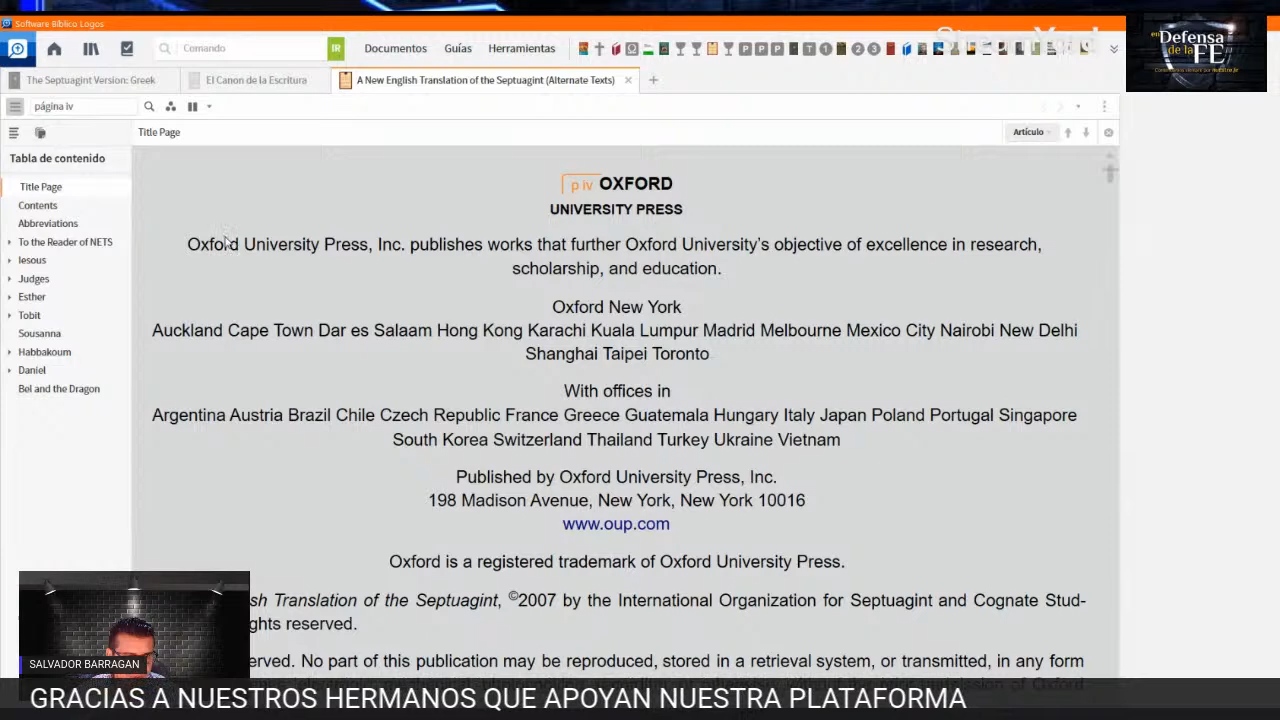 Software Bíblico Logos
Comando
IR
Documentos
Guías
Herramientas
en Defensa
de la
FE
The Septuagint Version: Greek
El Canon de la Escritura
A New English Translation of the Septuagint (Alternate Texts)
página iv
Title Page
Artículo
Tabla de contenido
Title Page
Contents
Abbreviations
To the Reader of NETS
Iesous
Judges
Esther
Tobit
Sousanna
Habbakoum
Daniel
Bel and the Dragon
p iv OXFORD
UNIVERSITY PRESS
Oxford University Press, Inc. publishes works that further Oxford University’s objective of excellence in research,
scholarship, and education.
Oxford New York
Auckland Cape Town Dar es Salaam Hong Kong Karachi Kuala Lumpur Madrid Melbourne Mexico City Nairobi New Delhi
Shanghai Taipei Toronto
With offices in
Argentina Austria Brazil Chile Czech Republic France Greece Guatemala Hungary Italy Japan Poland Portugal Singapore
South Korea Switzerland Thailand Turkey Ukraine Vietnam
Published by Oxford University Press, Inc.
198 Madison Avenue, New York, New York 10016
www.oup.com
Oxford is a registered trademark of Oxford University Press.
sh Translation of the Septuagint, ©2007 by the International Organization for Septuagint and Cognate Stud-
ghts reserved.
erved. No part of this publication may be reproduced, stored in a retrieval system, or transmitted, in any form
SALVADOR BARRAGAN
GRACIAS A NUESTROS HERMANOS QUE APOYAN NUESTRA PLATAFORMA